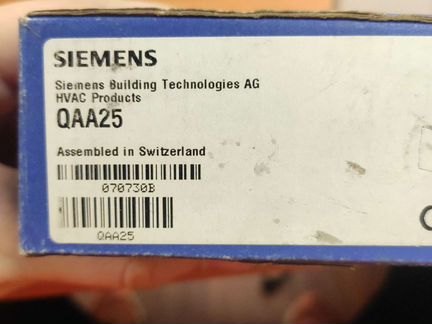 SIEMENS
Siemens Building Technologies AG
HVAC Products
QAA25
Assembled in Switzerland
070730B
QAA25